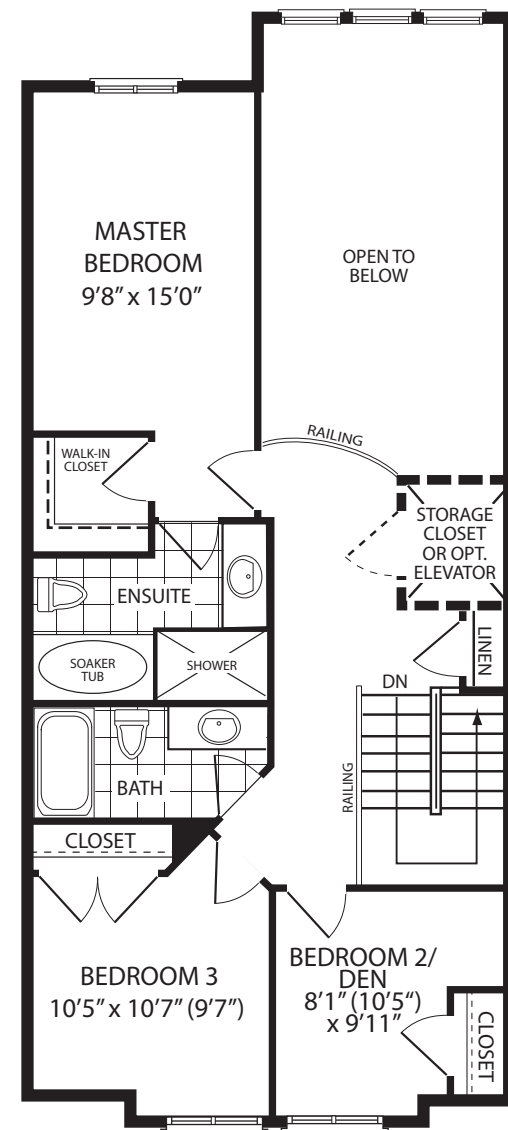 MASTER
BEDROOM
9’8” x 15’0”
OPEN TO
BELOW
RAILING
WALK-IN
CLOSET
STORAGE
CLOSET
OR OPT.
ELEVATOR
ENSUITE
LINEN
SOAKER
TUB
SHOWER
DN
RAILING
BATH
CLOSET
BEDROOM 3
10’5” x 10’7” (9’7”)
BEDROOM 2/
DEN
8’1” (10’5“)
x 9’11”
CLOSET